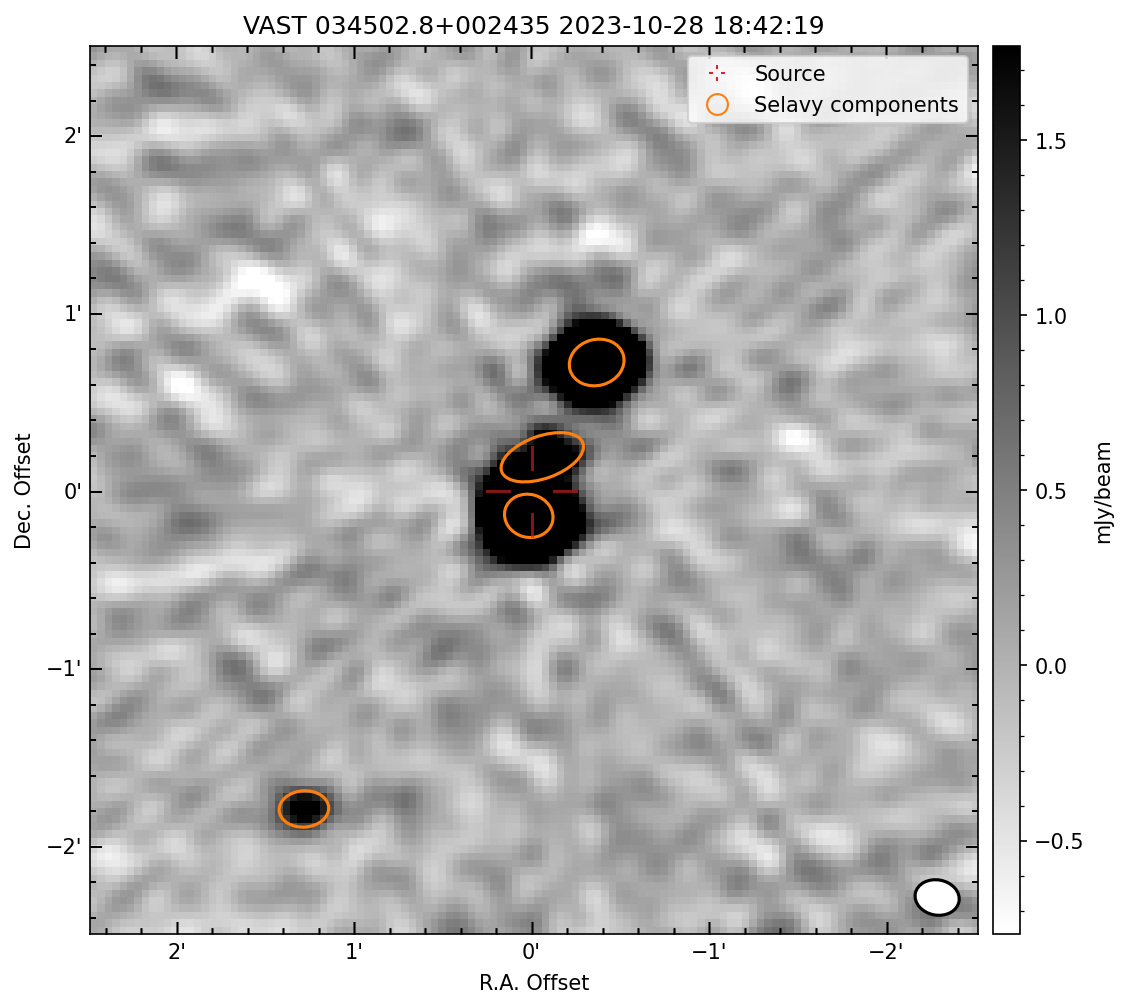 VAST 034502.8+002435 2023-10-28 18:42:19
Source
Selavy components
2'
1'
0'
−1'
−2'
Dec. Offset
2'
1'
0'
−1'
−2'
R.A. Offset
1.5
1.0
0.5
0.0
−0.5
mJy/beam